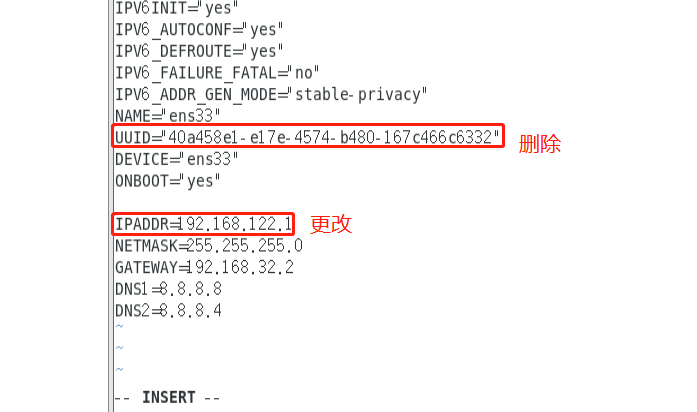 IPV6INIT="yes"
IPV6_AUTOCONF="yes"
IPV6_DEFROUTE="yes"
IPV6_FAILURE_FATAL="no"
IPV6_ADDR_GEN_MODE="stable-privacy"
NAME="ens33"
UUID="40a458e1-e17e-4574-b480-167c466c6332"
删除
DEVICE="ens33"
ONBOOT="yes"
IPADDR=192.168.122.1
更改
NETMASK=255.255.255.0
GATEWAY=192.168.32.2
DNS1=8.8.8.8
DNS2=8.8.8.4
~
~
~
-- INSERT --